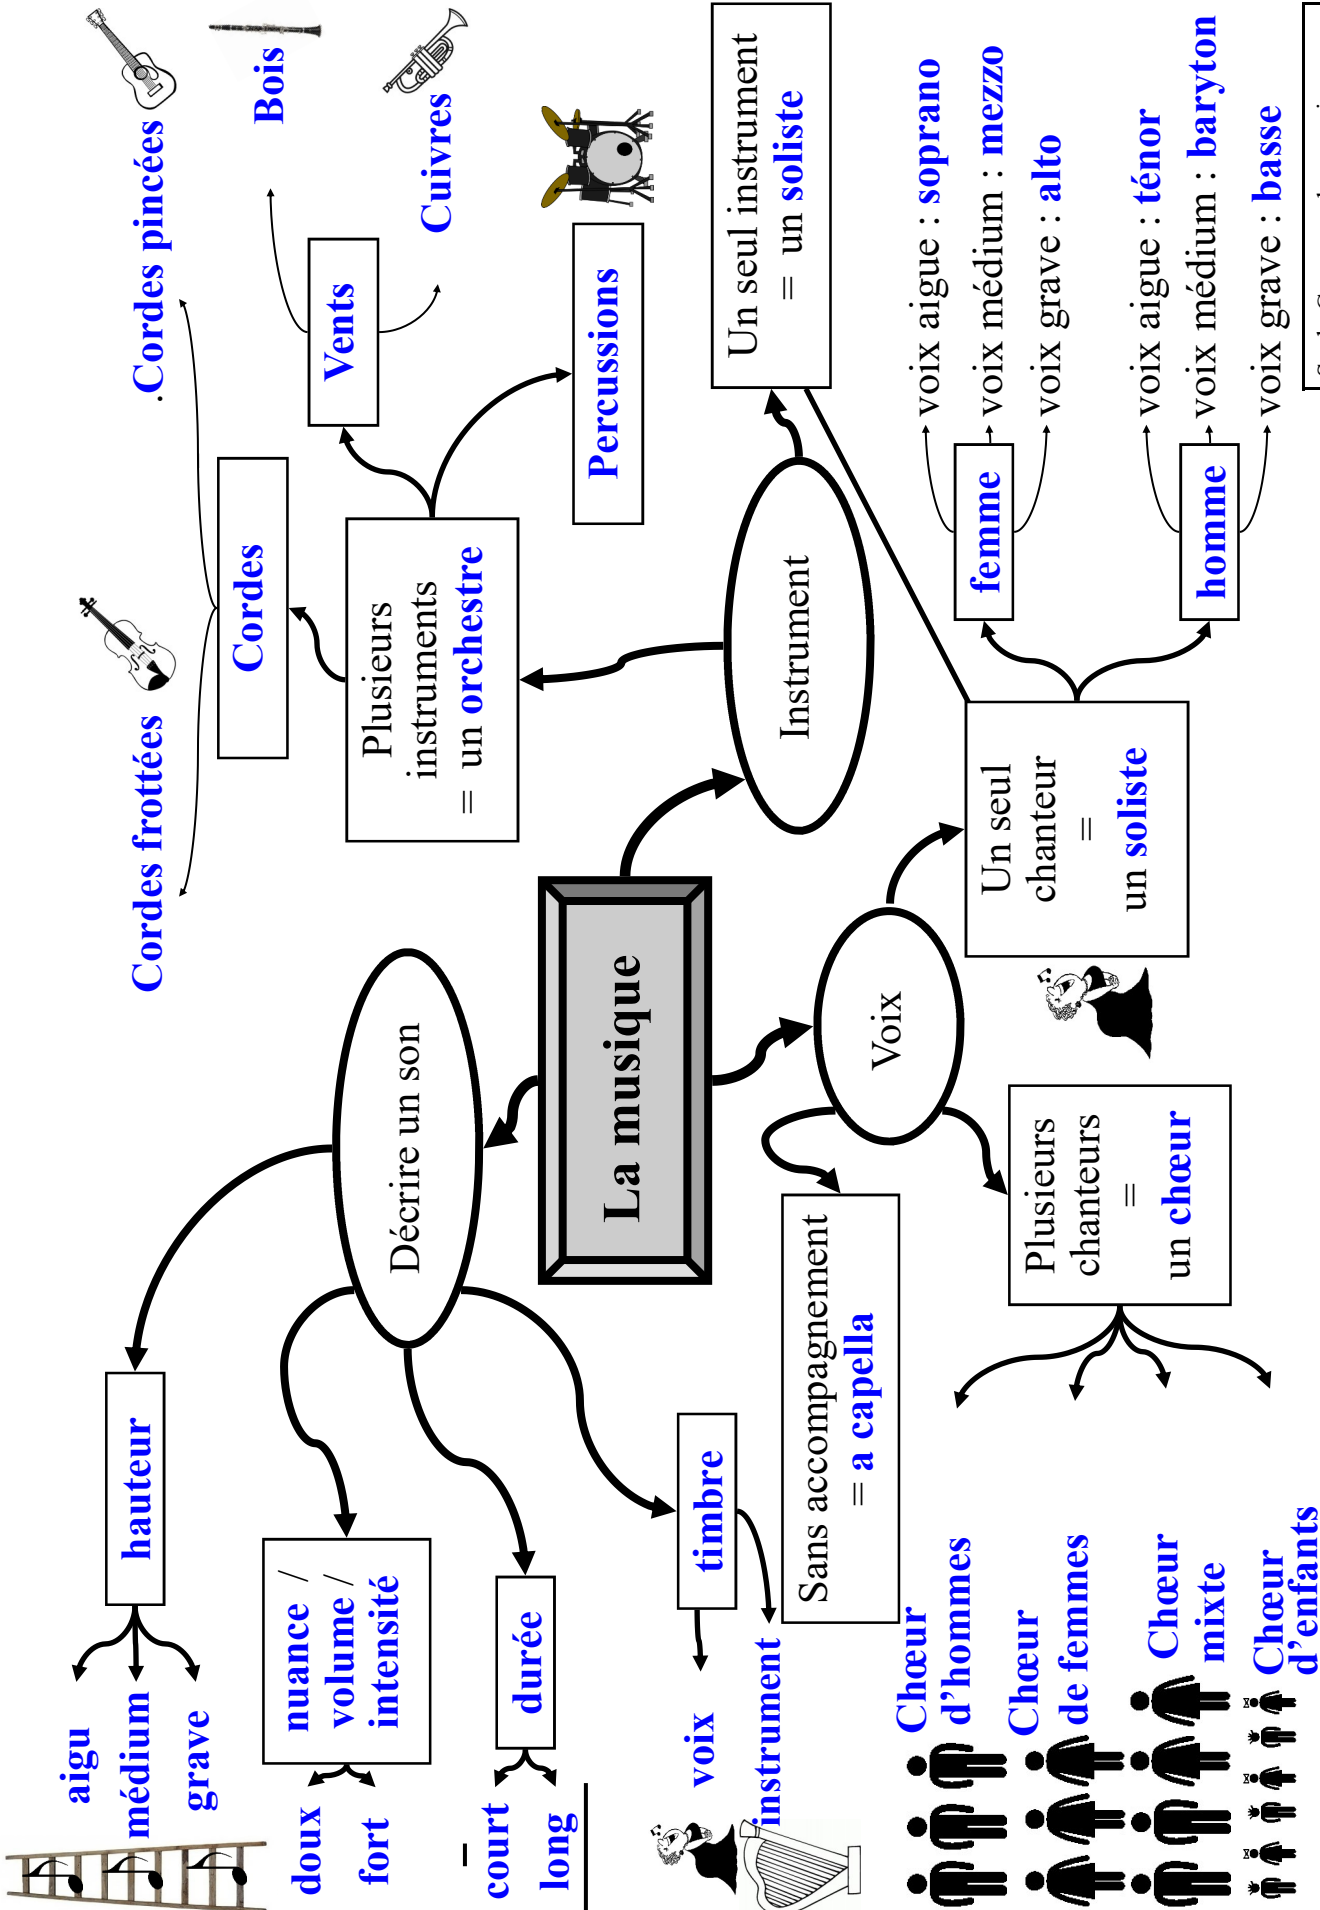 La musique
Décrire un son
hauteur
aigu
médium
grave
nuance /
volume /
intensité
doux
fort
durée
court
long
timbre
voix
instrument
Instrument
Plusieurs
instruments
= un orchestre
Cordes
Cordes frottées
.Cordes pincées
Vents
Bois
Cuivres
Percussions
Un seul instrument
= un soliste
Voix
Sans accompagnement
= a capella
Un seul
chanteur
=
un soliste
femme
voix aigue : soprano
voix médium : mezzo
voix grave : alto
homme
voix aigue : ténor
voix médium : baryton
voix grave : basse
Plusieurs
chanteurs
=
un chœur
Chœur
d'hommes
Chœur
de femmes
Chœur
mixte
Chœur
d'enfants